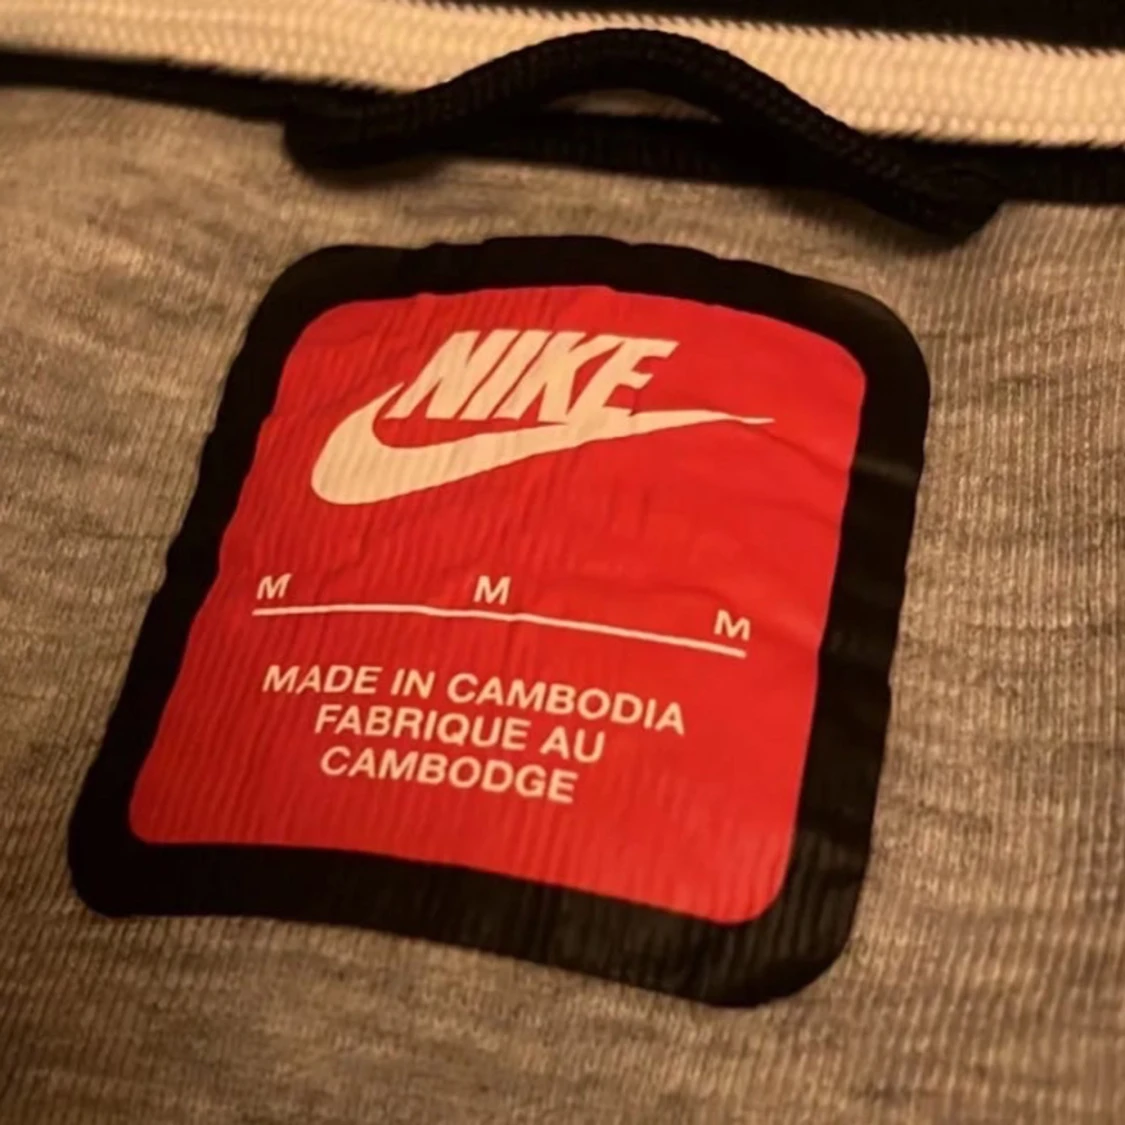 NIKE
M M M
MADE IN CAMBODIA
FABRIQUE AU
CAMBODGE